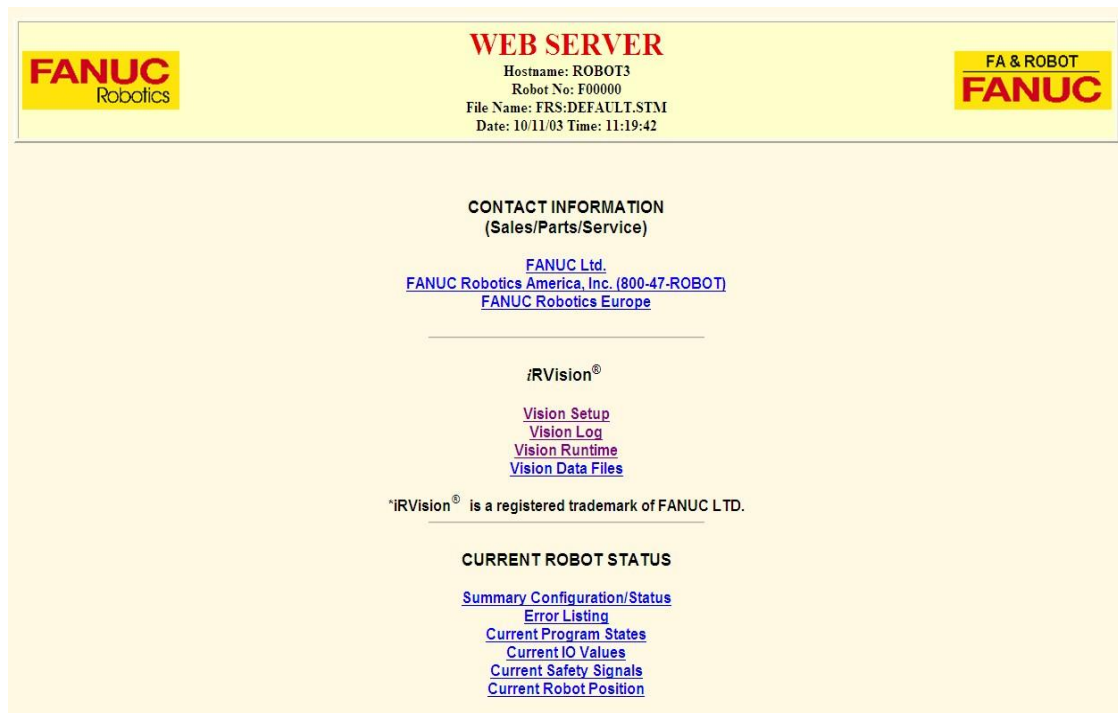 FANUC
Robotics
WEB SERVER
Hostname: ROBOT3
Robot No: F00000
File Name: FRS:DEFAULT.STM
Date: 10/11/03 Time: 11:19:42
FA & ROBOT
FANUC
CONTACT INFORMATION
(Sales/Parts/Service)
FANUC Ltd.
FANUC Robotics America, Inc. (800-47-ROBOT)
FANUC Robotics Europe
iRVision®
Vision Setup
Vision Log
Vision Runtime
Vision Data Files
*iRVision® is a registered trademark of FANUC LTD.
CURRENT ROBOT STATUS
Summary Configuration/Status
Error Listing
Current Program States
Current IO Values
Current Safety Signals
Current Robot Position